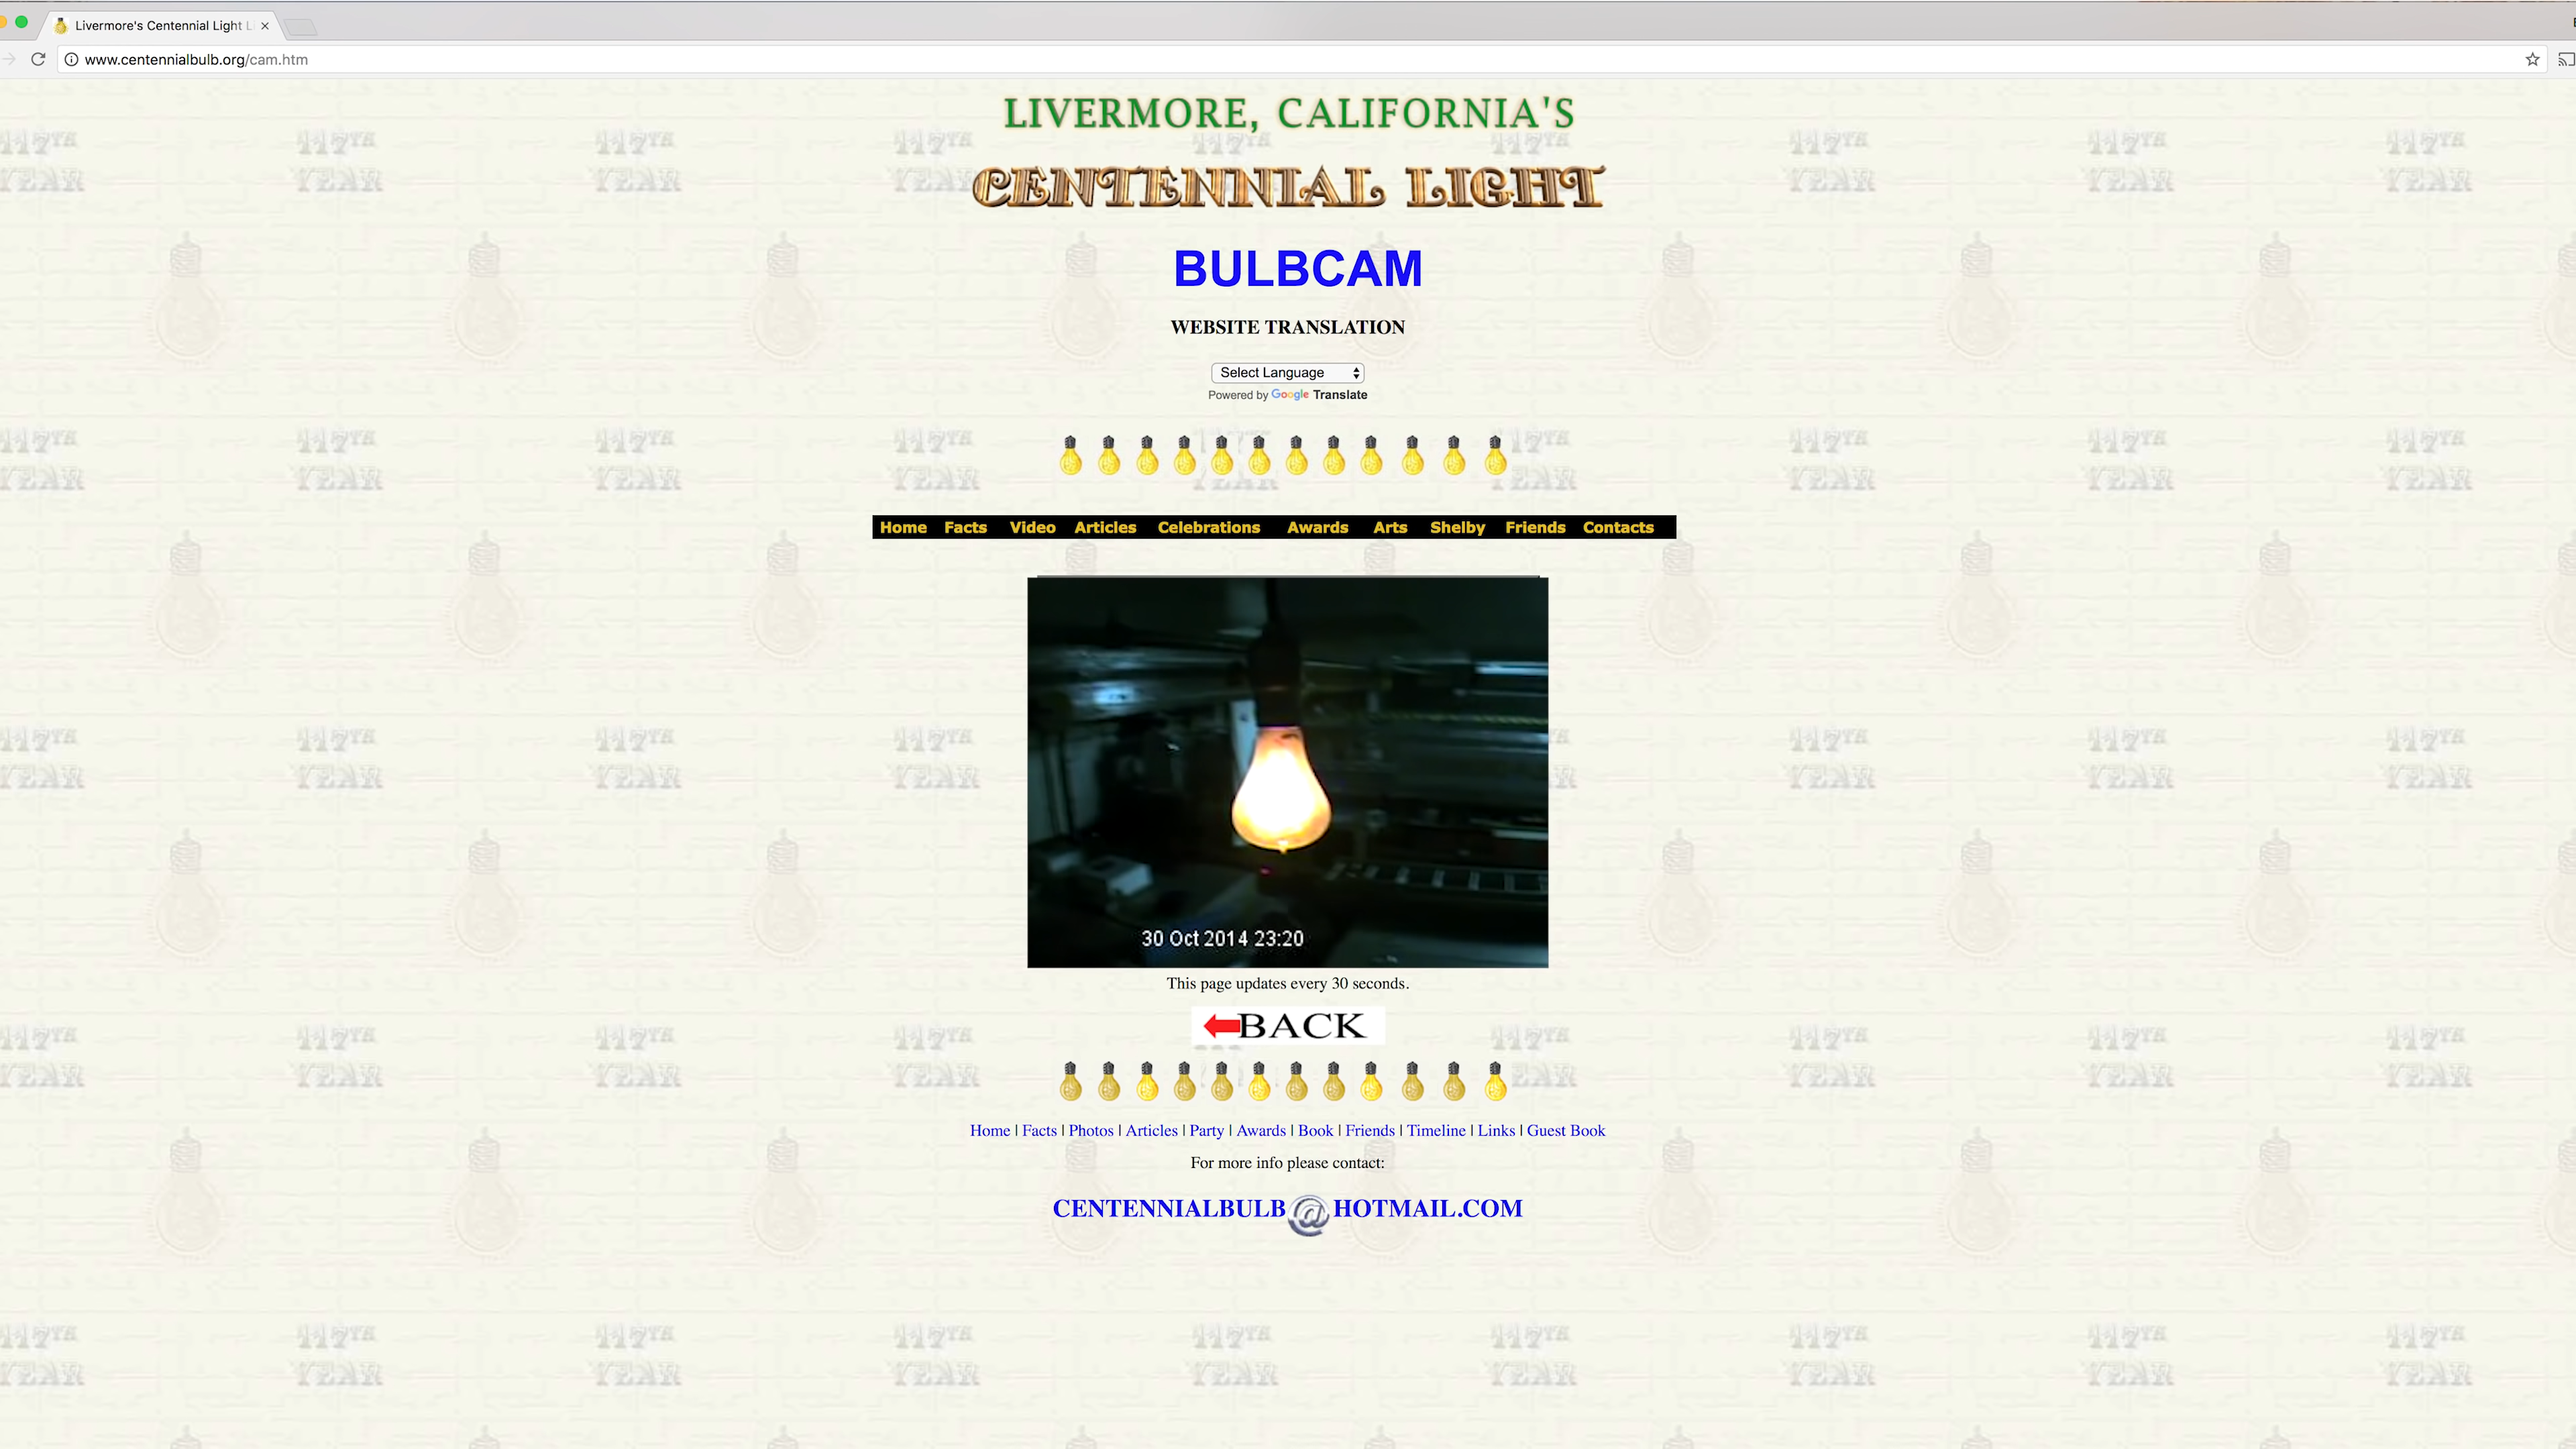 Livermore's Centennial Light L
www.centennialbulb.org/cam.htm
LIVERMORE, CALIFORNIA'S
CENTENNIAL LIGHT
BULBCAM
WEBSITE TRANSLATION
Select Language
Powered by Google Translate
Home Facts Video Articles Celebrations Awards Arts Shelby Friends Contacts
30 Oct 2014 23:20
This page updates every 30 seconds.
BACK
Home | Facts | Photos | Articles | Party | Awards | Book | Friends | Timeline | Links | Guest Book
For more info please contact:
CENTENNIALBULB@HOTMAIL.COM
117TH
YEAR